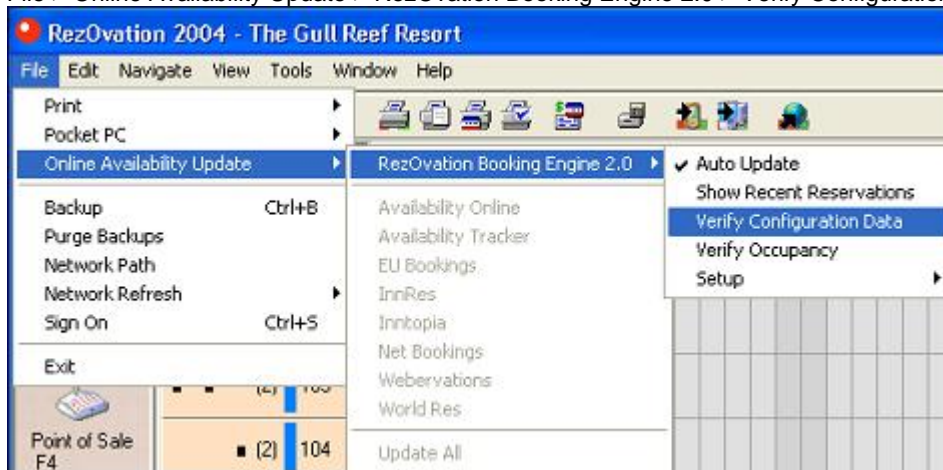 File > Online Availability Update > RezOvation Booking Engine 2.0 > Verify Configuration
RezOvation 2004 - The Gull Reef Resort
File Edit Navigate View Tools Window Help
Print
Pocket PC
Online Availability Update
Backup Ctrl+B
Purge Backups
Network Path
Network Refresh
Sign On Ctrl+S
Exit
RezOvation Booking Engine 2.0
Availability Online
Availability Tracker
EU Bookings
InnRes
Inntopia
Net Bookings
Webervations
World Res
Update All
Auto Update
Show Recent Reservations
Verify Configuration Data
Verify Occupancy
Setup
(2) 103
Point of Sale
F4
(2) 104